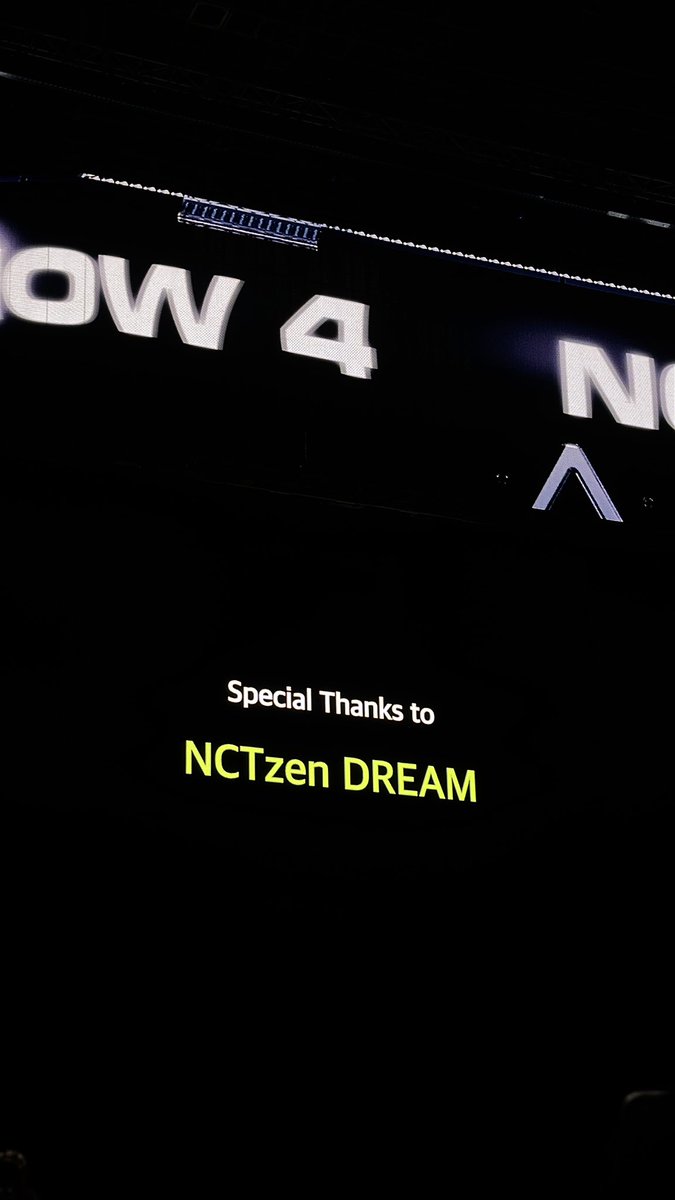 ow 4 N
Special Thanks to
NCTzen DREAM